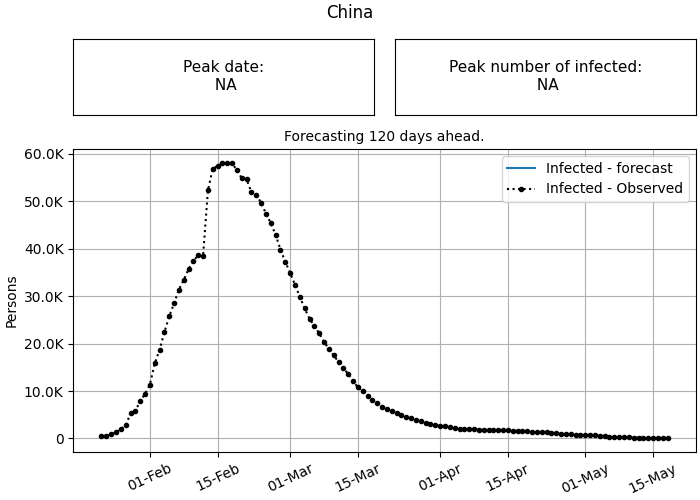 China
Peak date:
NA
Peak number of infected:
NA
Forecasting 120 days ahead.
Infected - forecast
Infected - Observed
Persons
60.0K
50.0K
40.0K
30.0K
20.0K
10.0K
0
01-Feb
15-Feb
01-Mar
15-Mar
01-Apr
15-Apr
01-May
15-May